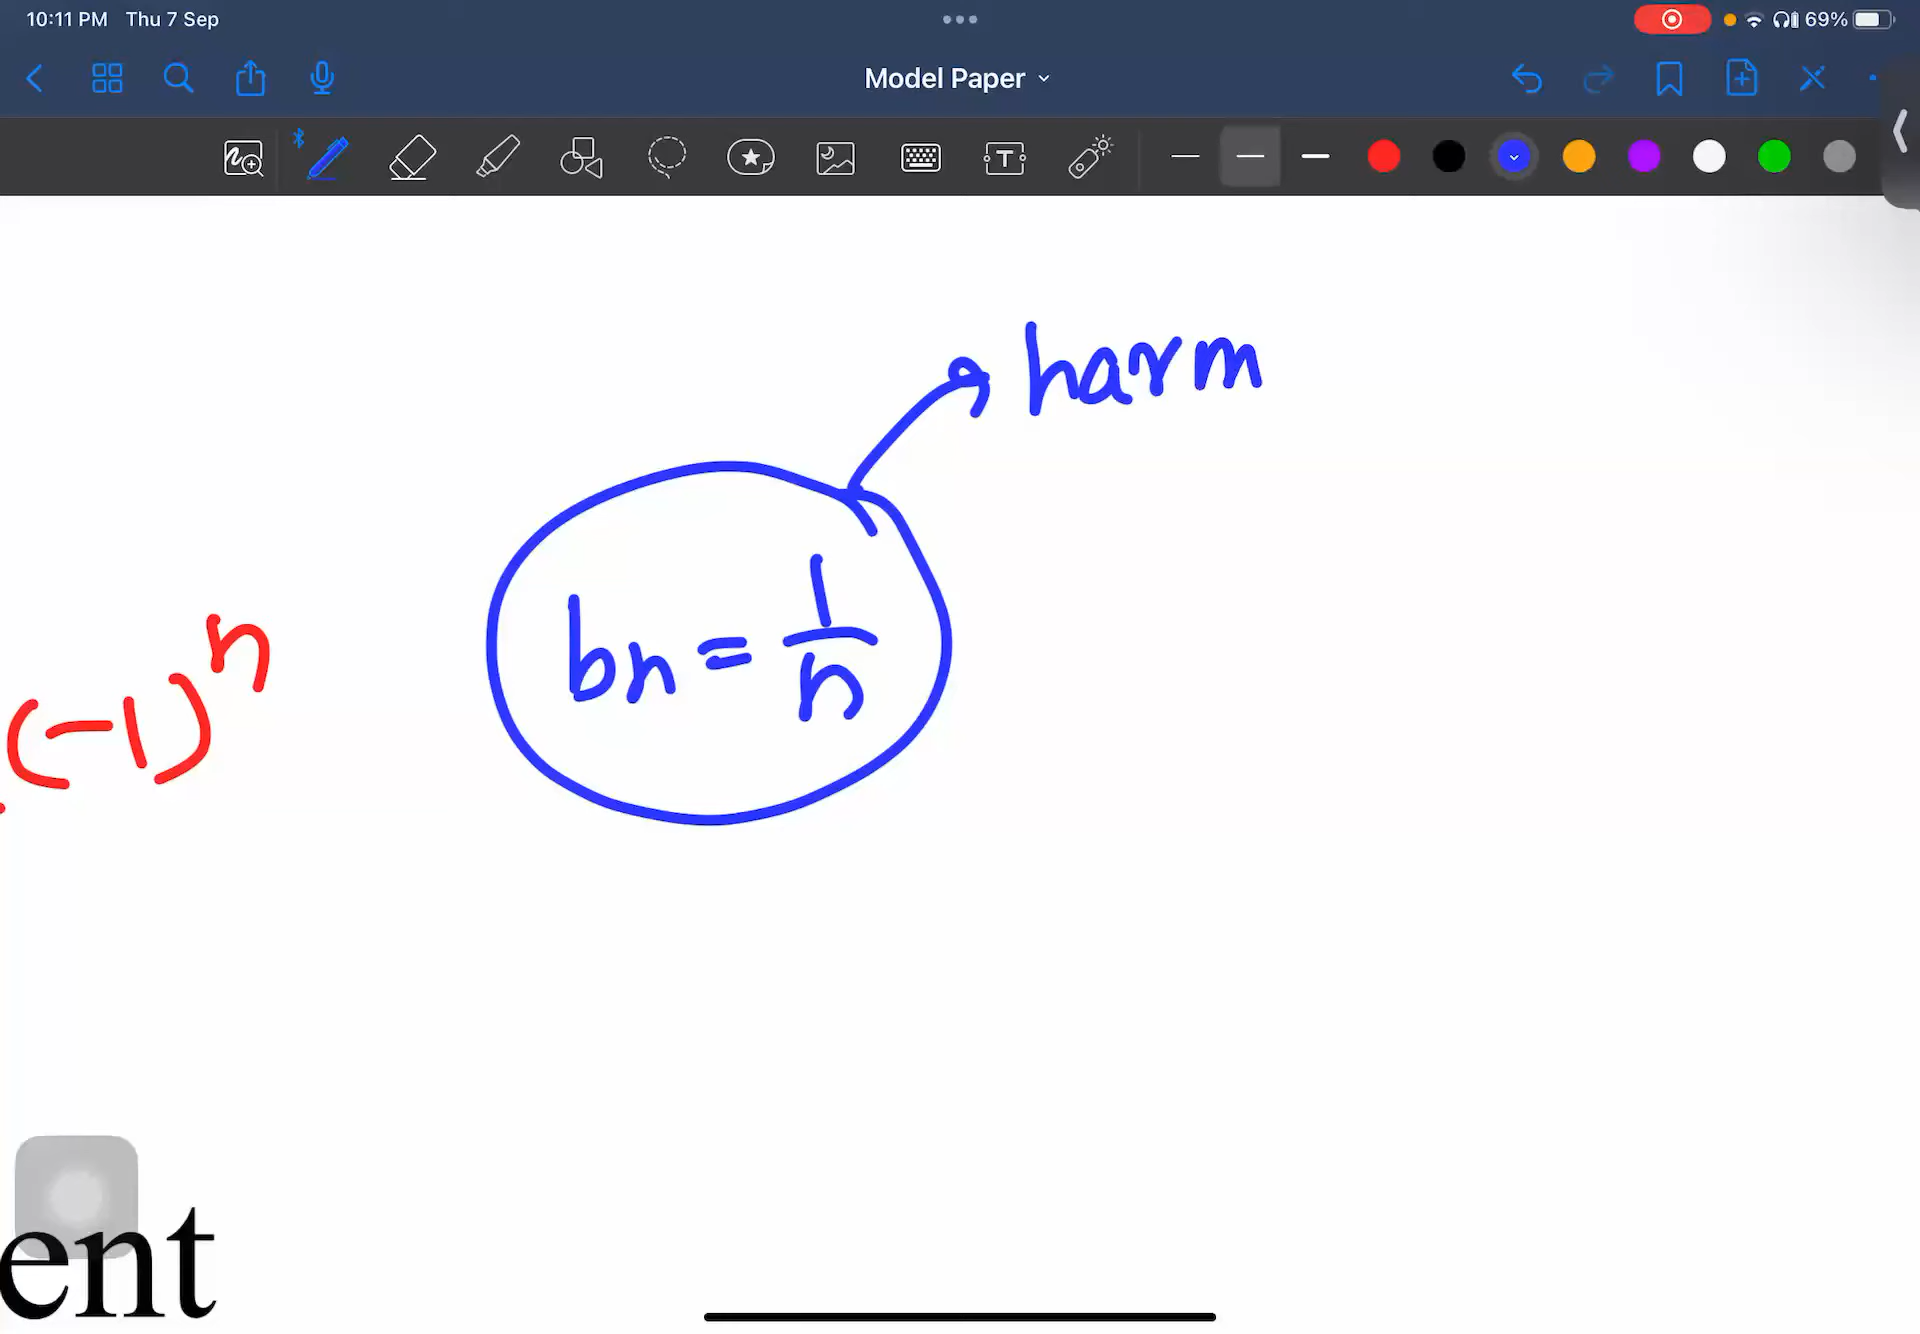 10:11 PM Thu 7 Sep
69%
Model Paper
T
harm
bn = 1/n
(-1)^n
ent